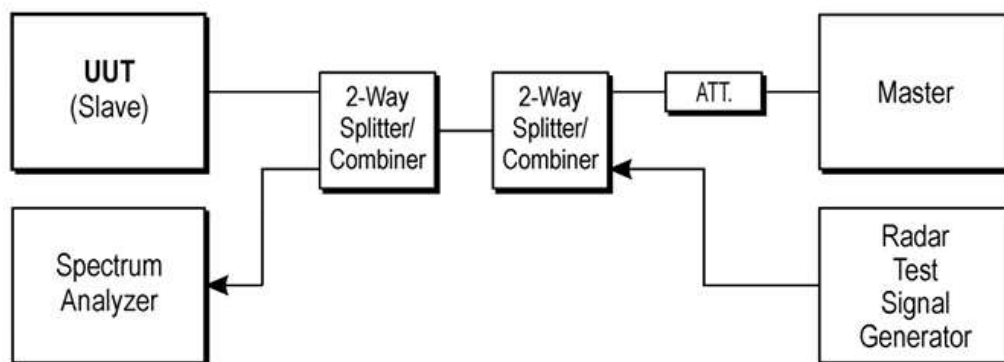 UUT
(Slave)
2-Way
Splitter/
Combiner
2-Way
Splitter/
Combiner
ATT.
Master
Spectrum
Analyzer
Radar
Test
Signal
Generator